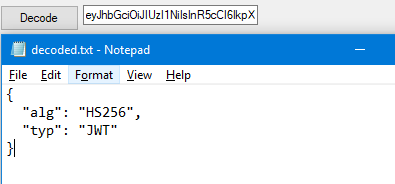 Decode eyJhbGciOiJIUzI1NiIsInR5cCI6IkpX
decoded.txt - Notepad
File Edit Format View Help
{
"alg": "HS256",
"typ": "JWT"
}